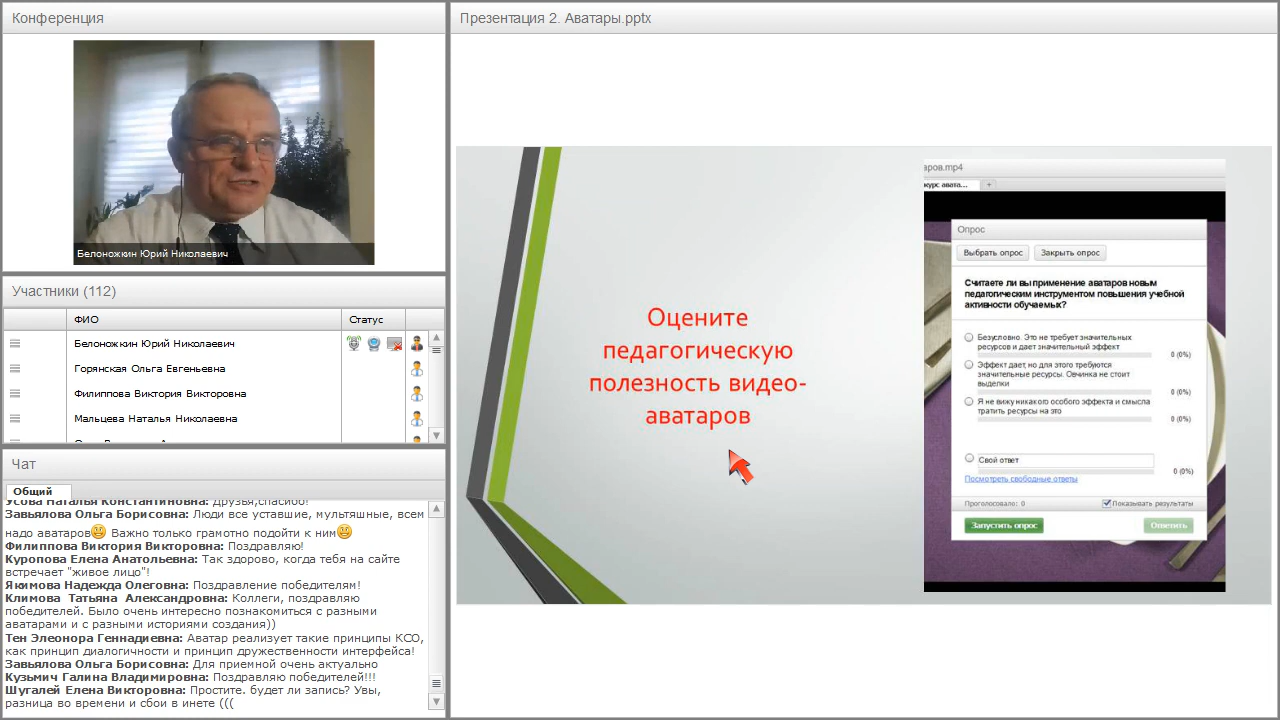 Конференция
Белоножкин Юрий Николаевич
Участники (112)
ФИО
Статус
Белоножкин Юрий Николаевич
Горянская Ольга Евгеньевна
Филиппова Виктория Викторовна
Мальцева Наталья Николаевна
Чат
Общий
Усова Наталья Константиновна: Друзья,спасибо!
Завьялова Ольга Борисовна: Люди все уставшие, мультяшные, всем
надо аватаров Важно только грамотно подойти к ним
Филиппова Виктория Викторовна: Поздравляю!
Куропова Елена Анатольевна: Так здорово, когда тебя на сайте
встречает "живое лицо"!
Якимова Надежда Олеговна: Поздравление победителям!
Климова Татьяна Александровна: Коллеги, поздравляю
победителей. Было очень интересно познакомиться с разными
аватарами и с разными историями создания))
Тен Элеонора Геннадиевна: Аватар реализует такие принципы КСО,
как принцип диалогичности и принцип дружественности интерфейса!
Завьялова Ольга Борисовна: Для приемной очень актуально
Кузьмич Галина Владимировна: Поздравляю победителей!!!
Шугалей Елена Викторовна: Простите. будет ли запись? Увы,
разница во времени и сбои в инете (((
Презентация 2. Аватары.pptx
Оцените
педагогическую
полезность видео-
аватаров
аров.mp4
курс авата...
+
Опрос
Выбрать опрос
Закрыть опрос
Считаете ли вы применение аватаров новым
педагогическим инструментом повышения учебной
активности обучаемых?
Безусловно. Это не требует значительных
ресурсов и дает значительный эффект
0 (0%)
Эффект дает, но для этого требуются
значительные ресурсы. Овчинка не стоит
выделки
0 (0%)
Я не вижу никакого особого эффекта и смысла
тратить ресурсы на это
0 (0%)
Свой ответ
0 (0%)
Посмотреть свободные ответы
Проголосовало: 0
Показывать результаты
Запустить опрос
Ответить